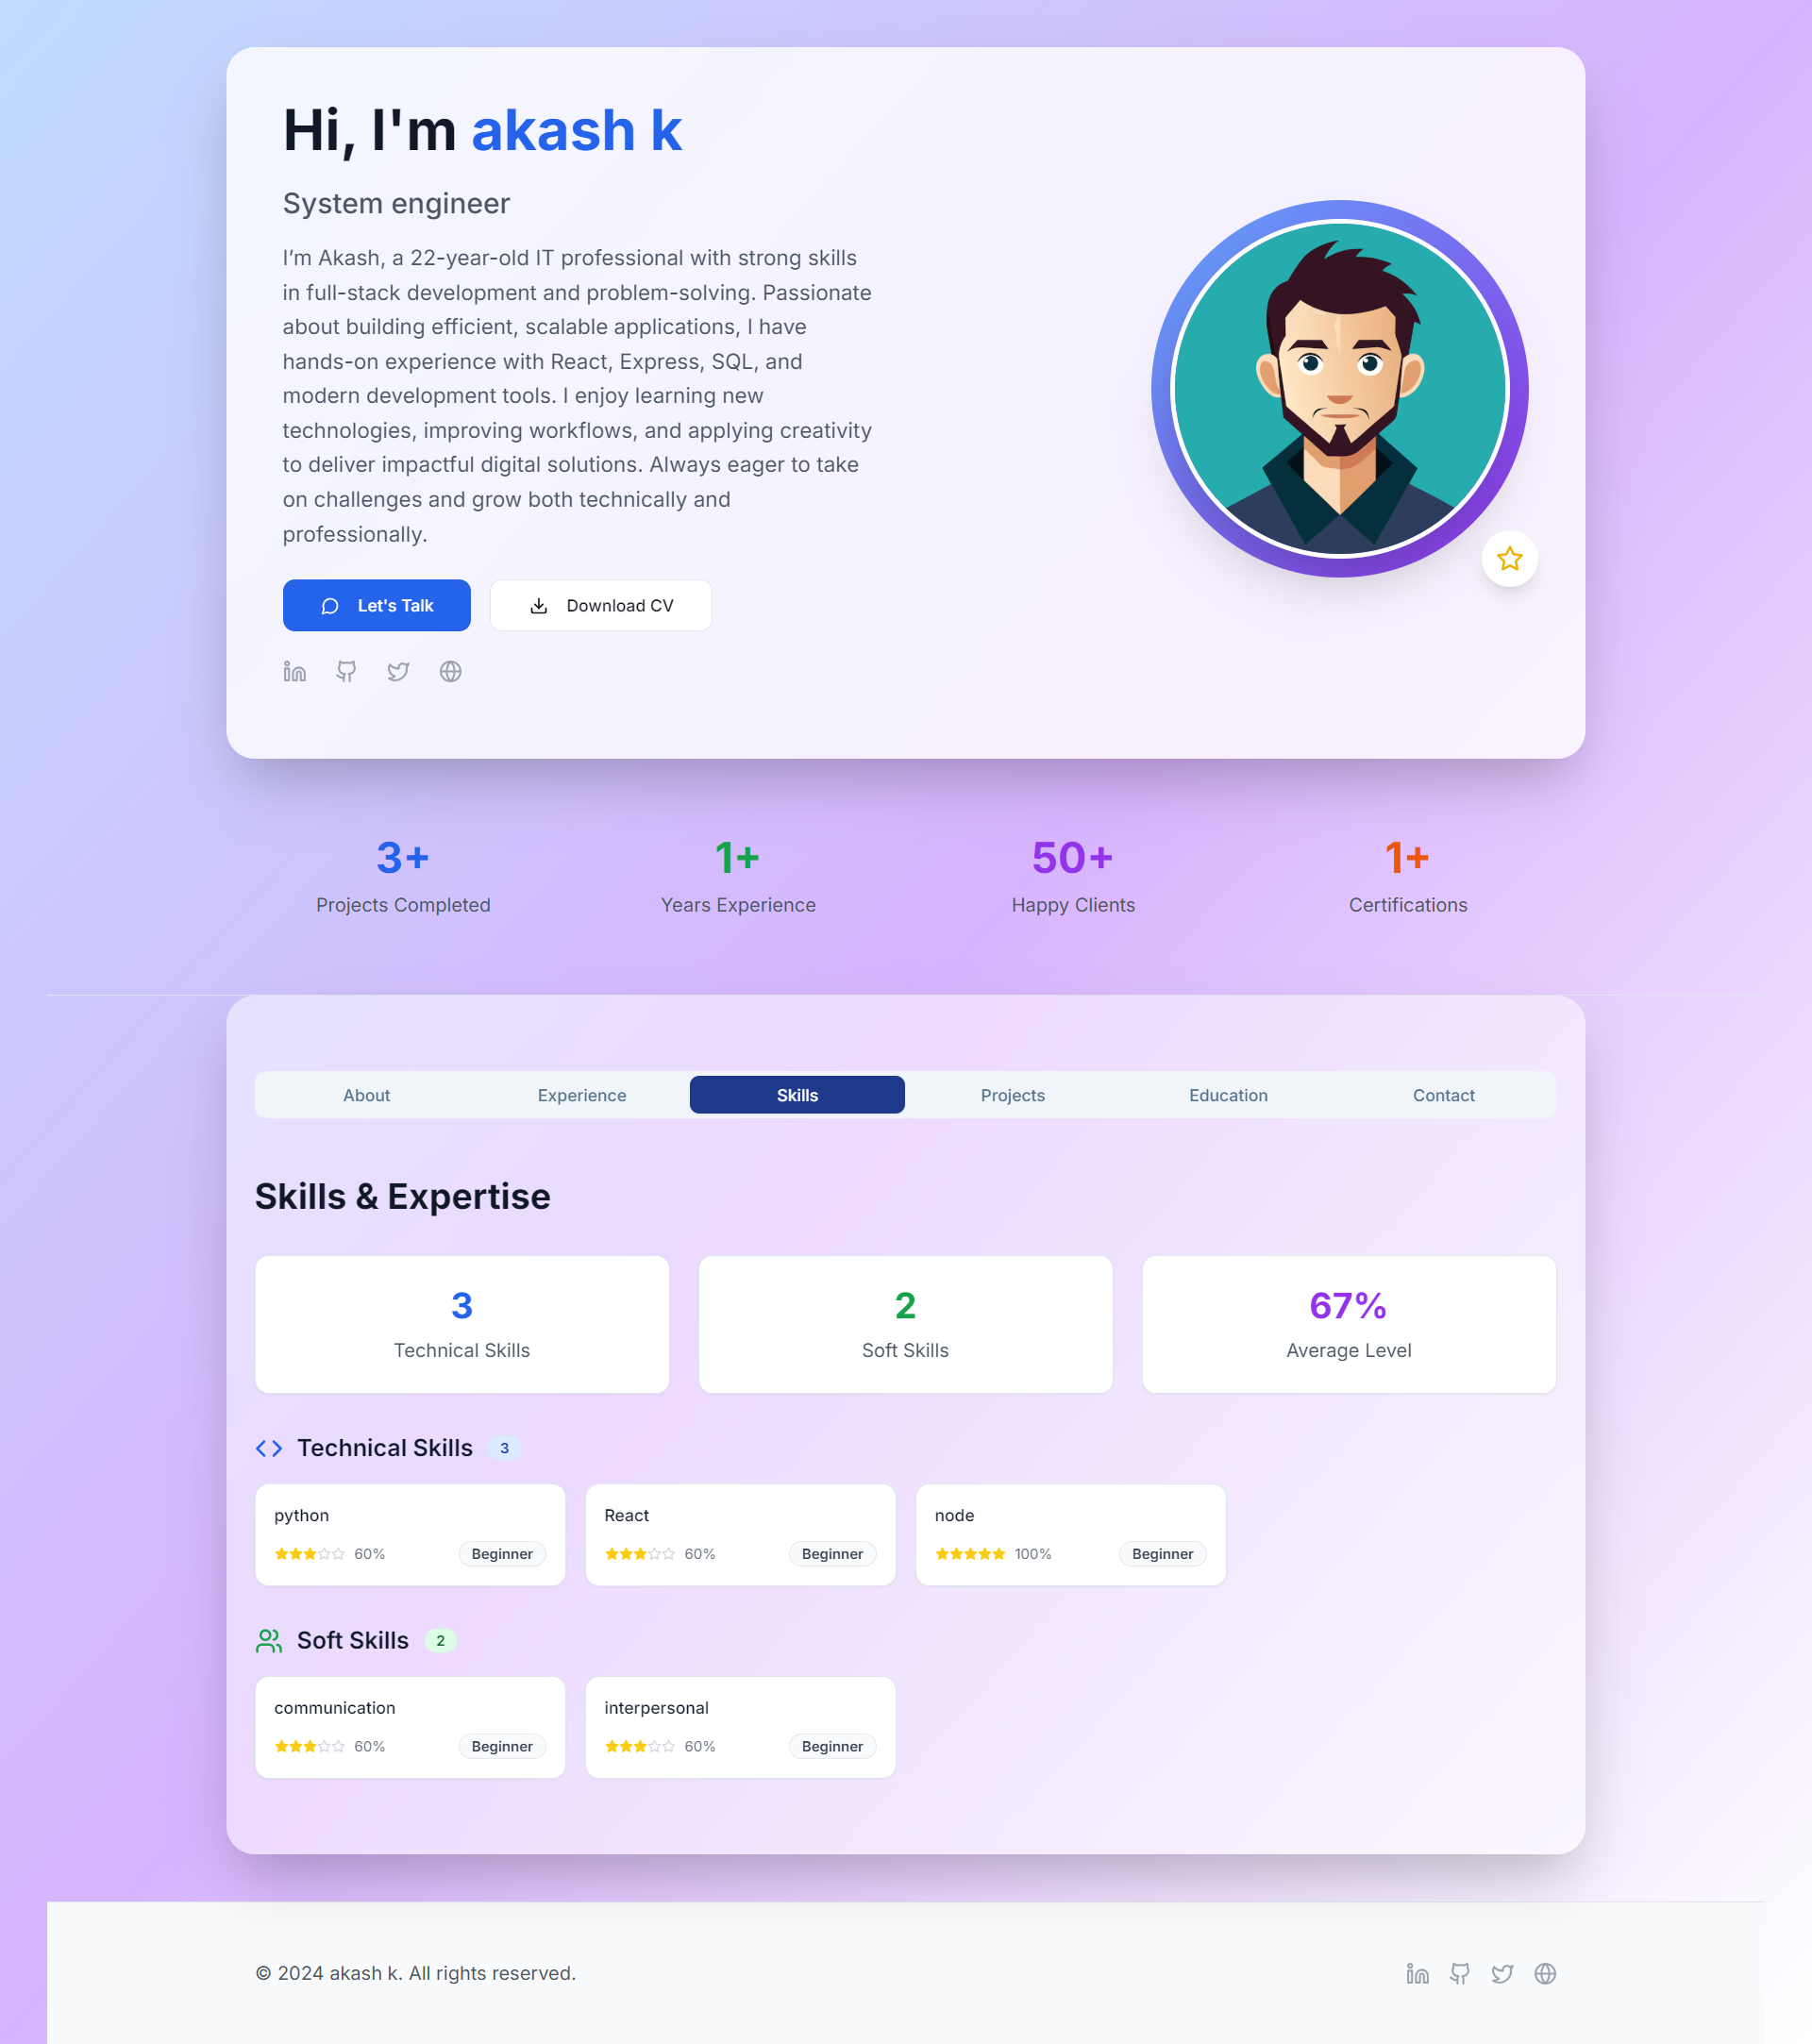 Hi, I'm akash k
System engineer
I’m Akash, a 22-year-old IT professional with strong skills
in full-stack development and problem-solving. Passionate
about building efficient, scalable applications, I have
hands-on experience with React, Express, SQL, and
modern development tools. I enjoy learning new
technologies, improving workflows, and applying creativity
to deliver impactful digital solutions. Always eager to take
on challenges and grow both technically and
professionally.
Let's Talk Download CV
3+ 1+ 50+ 1+
Projects Completed Years Experience Happy Clients Certifications
About Experience Skills Projects Education Contact
Skills & Expertise
3 2 67%
Technical Skills Soft Skills Average Level
Technical Skills 3
python React node
60% Beginner 60% Beginner 100% Beginner
Soft Skills 2
communication interpersonal
60% Beginner 60% Beginner
© 2024 akash k. All rights reserved.